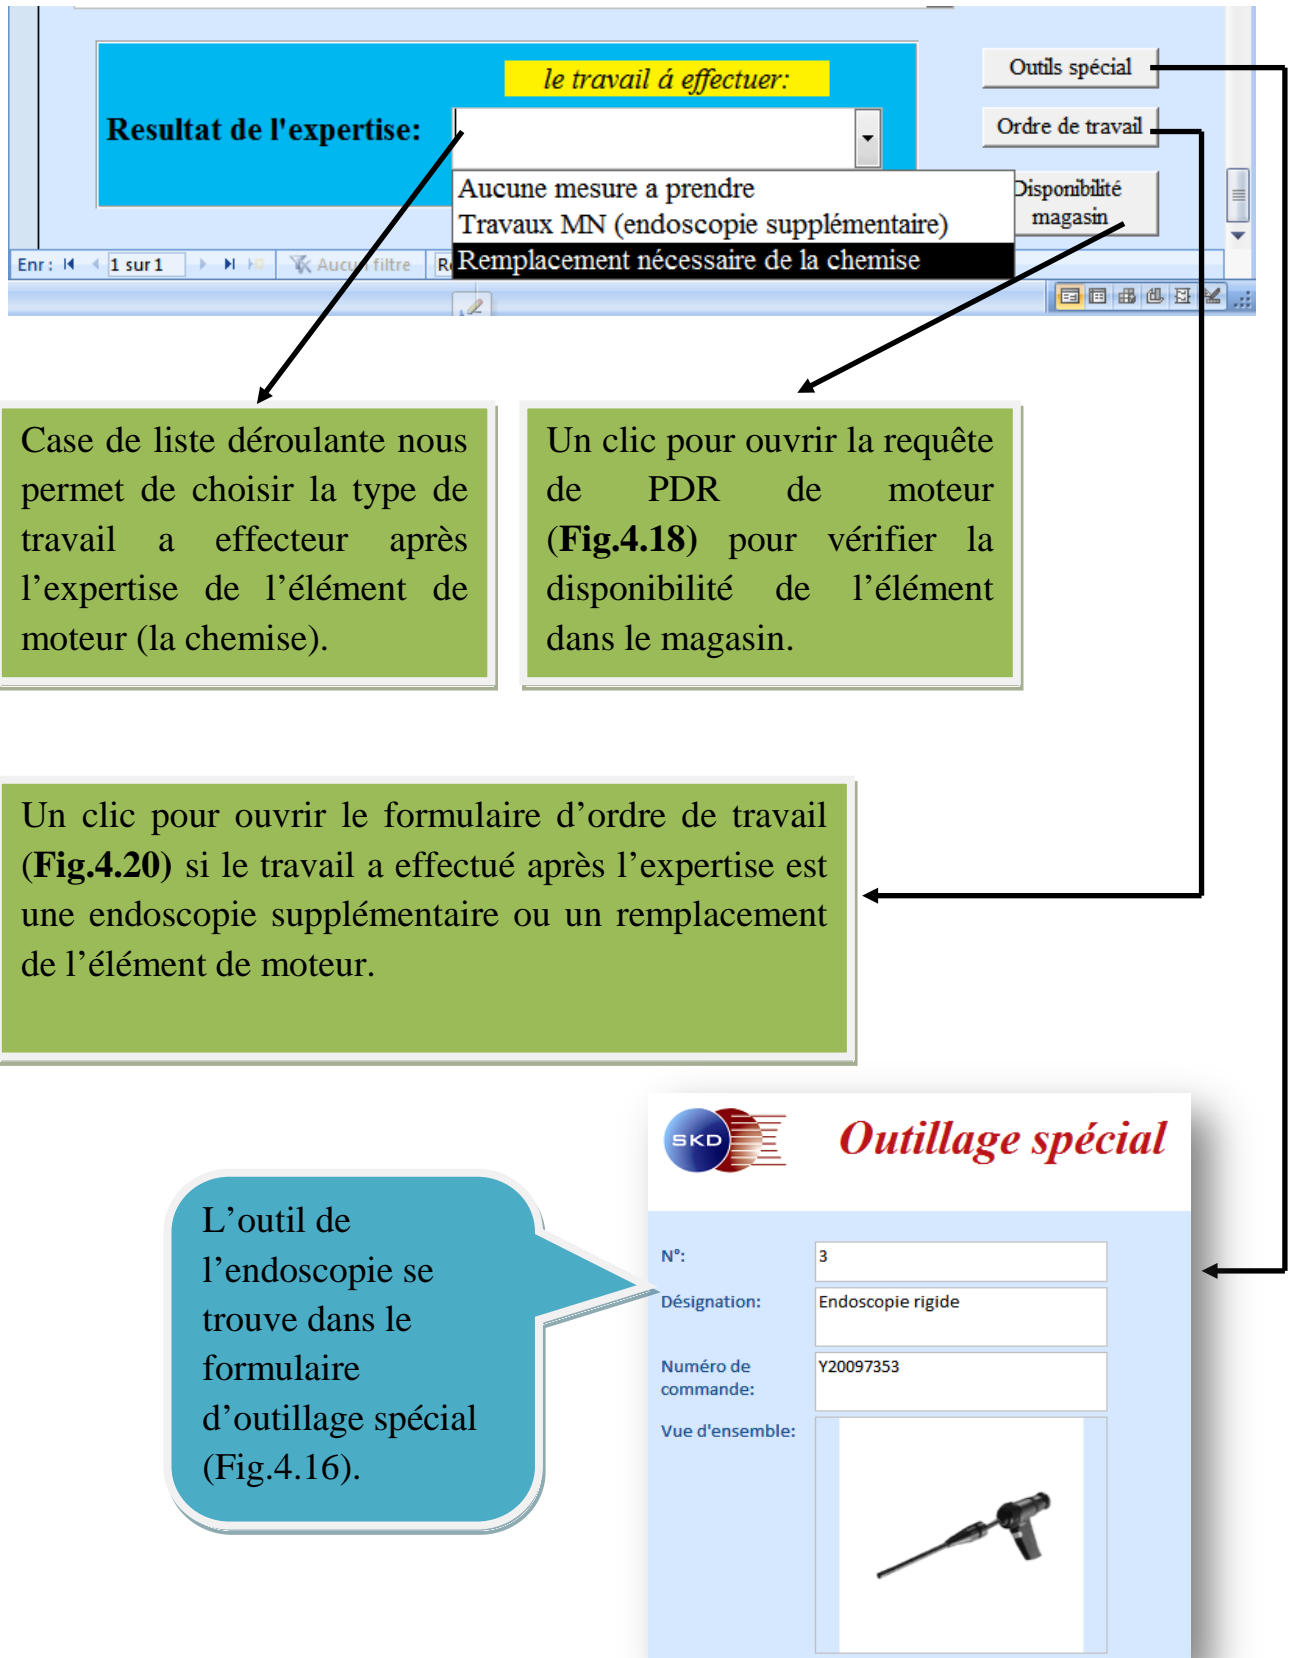 le travail á effectuer:
Resultat de l'expertise:
Aucune mesure a prendre
Travaux MN (endoscopie supplémentaire)
Remplacement nécessaire de la chemise
Outils spécial
Ordre de travail
Disponibilité
magasin
Enr : 1 sur 1 Aucun filtre
Case de liste déroulante nous
permet de choisir la type de
travail a effecteur après
l’expertise de l’élément de
moteur (la chemise).
Un clic pour ouvrir la requête
de PDR de moteur
(Fig.4.18) pour vérifier la
disponibilité de l’élément
dans le magasin.
Un clic pour ouvrir le formulaire d’ordre de travail
(Fig.4.20) si le travail a effectué après l’expertise est
une endoscopie supplémentaire ou un remplacement
de l’élément de moteur.
L’outil de
l’endoscopie se
trouve dans le
formulaire
d’outillage spécial
(Fig.4.16).
SKD
Outillage spécial
N°: 3
Désignation: Endoscopie rigide
Numéro de
commande:
Y20097353
Vue d'ensemble: